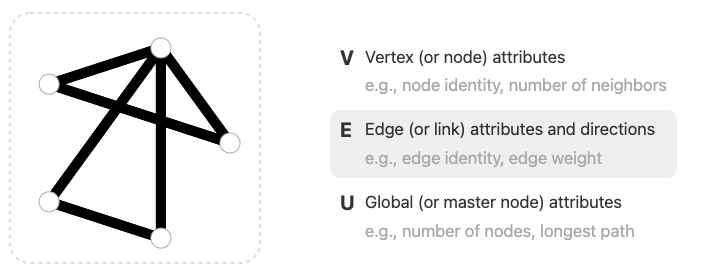 V Vertex (or node) attributes
e.g., node identity, number of neighbors
E Edge (or link) attributes and directions
e.g., edge identity, edge weight
U Global (or master node) attributes
e.g., number of nodes, longest path